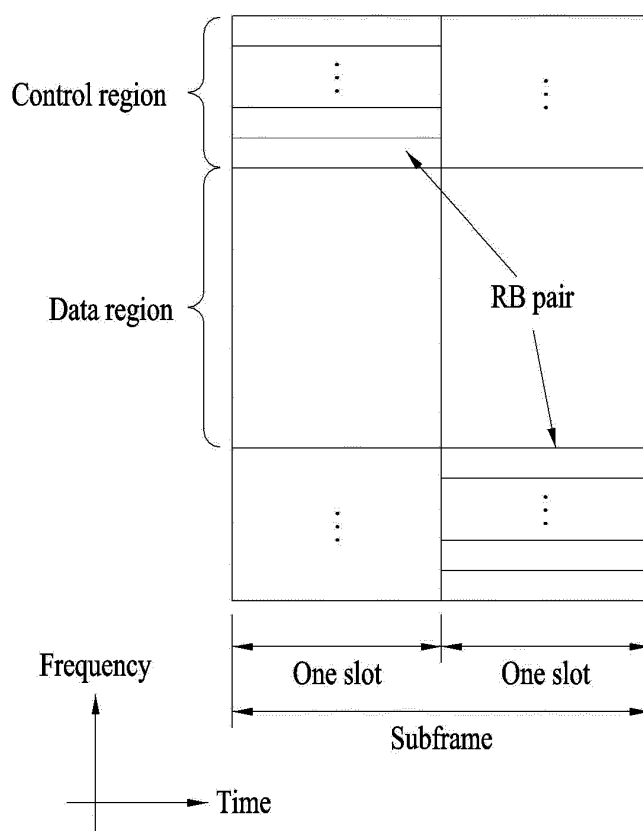 Control region
Data region
RB pair
One slot
One slot
Subframe
Frequency
Time